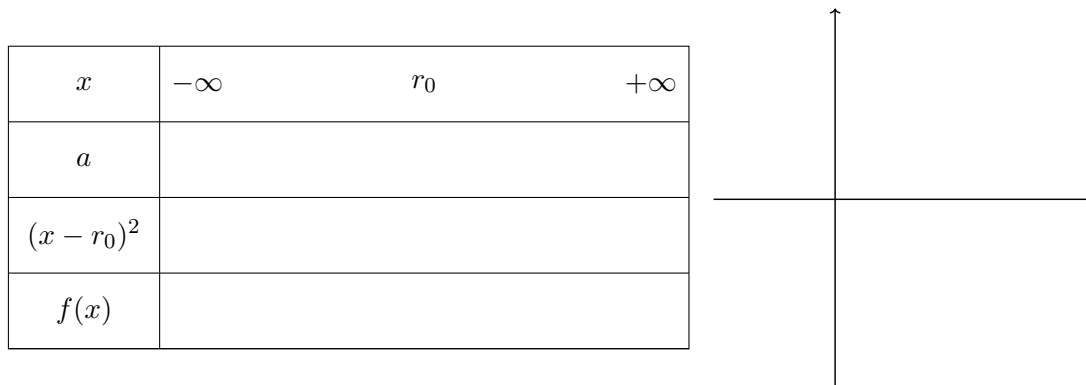 x −∞ r₀ +∞
a
(x − r₀)²
f(x)